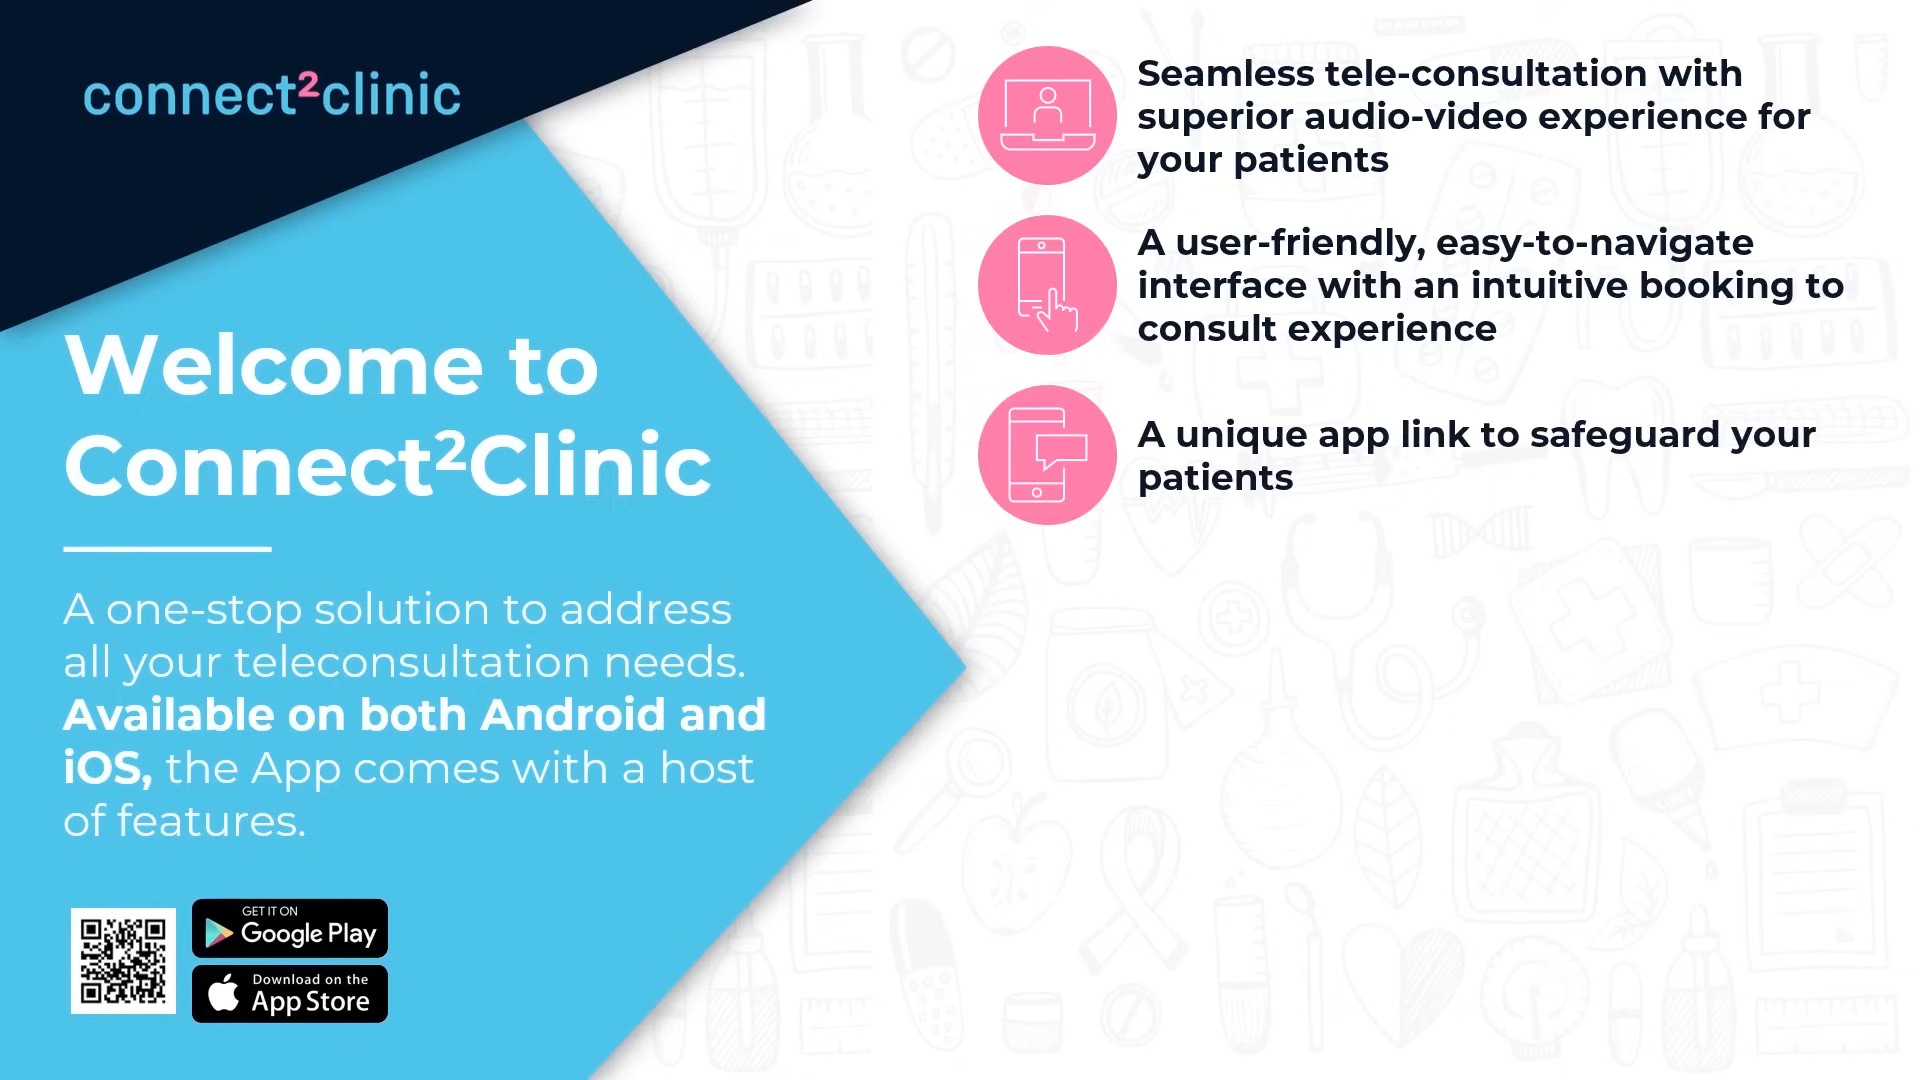 connect²clinic
Welcome to
Connect²Clinic
A one-stop solution to address
all your teleconsultation needs.
Available on both Android and
iOS, the App comes with a host
of features.
GET IT ON
Google Play
Download on the
App Store
Seamless tele-consultation with
superior audio-video experience for
your patients
A user-friendly, easy-to-navigate
interface with an intuitive booking to
consult experience
A unique app link to safeguard your
patients